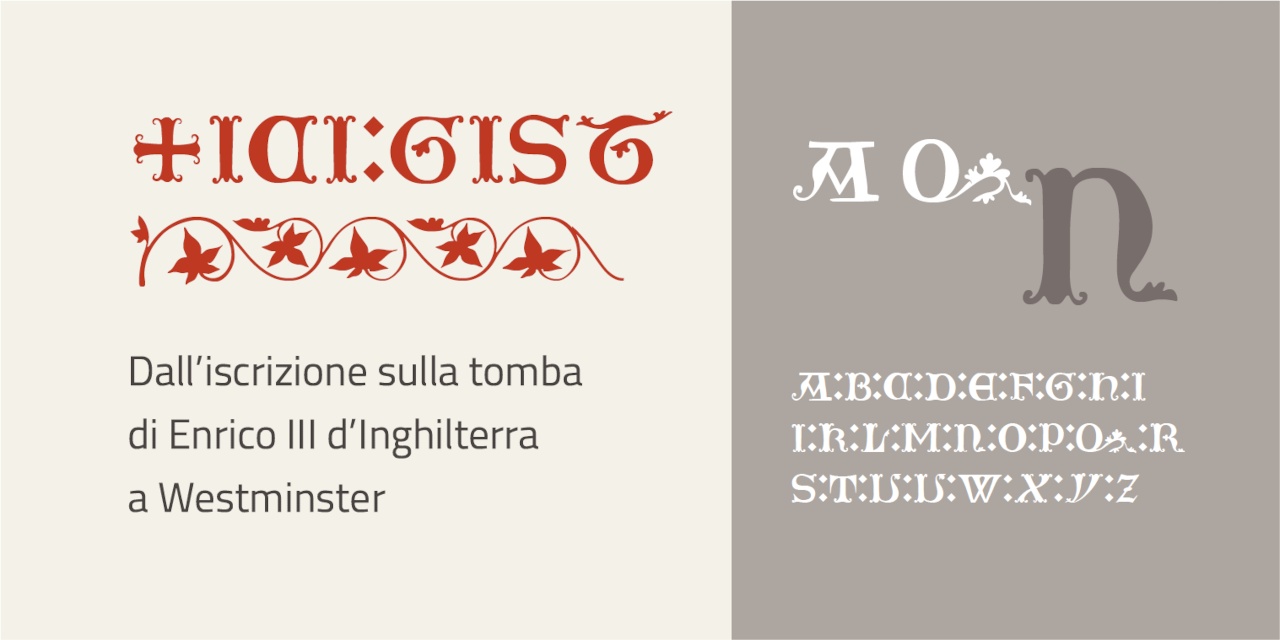 ✠ICI:GIST
Dall’iscrizione sulla tomba
di Enrico III d’Inghilterra
a Westminster
A Q n
A:B:C:D:E:F:G:H:I
I:K:L:M:N:O:P:Q:R
S:T:U:U:W:X:Y:Z